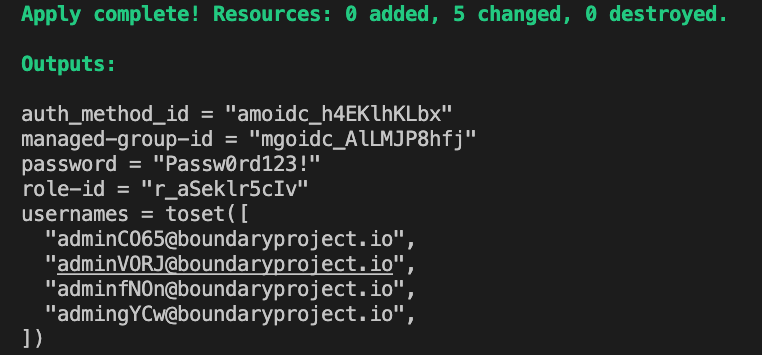 Apply complete! Resources: 0 added, 5 changed, 0 destroyed.
Outputs:
auth_method_id = "amoidc_h4EKlhKLbx"
managed-group-id = "mgoidc_AlLMJP8hfj"
password = "Passw0rd123!"
role-id = "r_aSeklr5cIv"
usernames = toset([
  "adminCO65@boundaryproject.io",
  "adminVORJ@boundaryproject.io",
  "adminfNOn@boundaryproject.io",
  "admingYCw@boundaryproject.io",
])